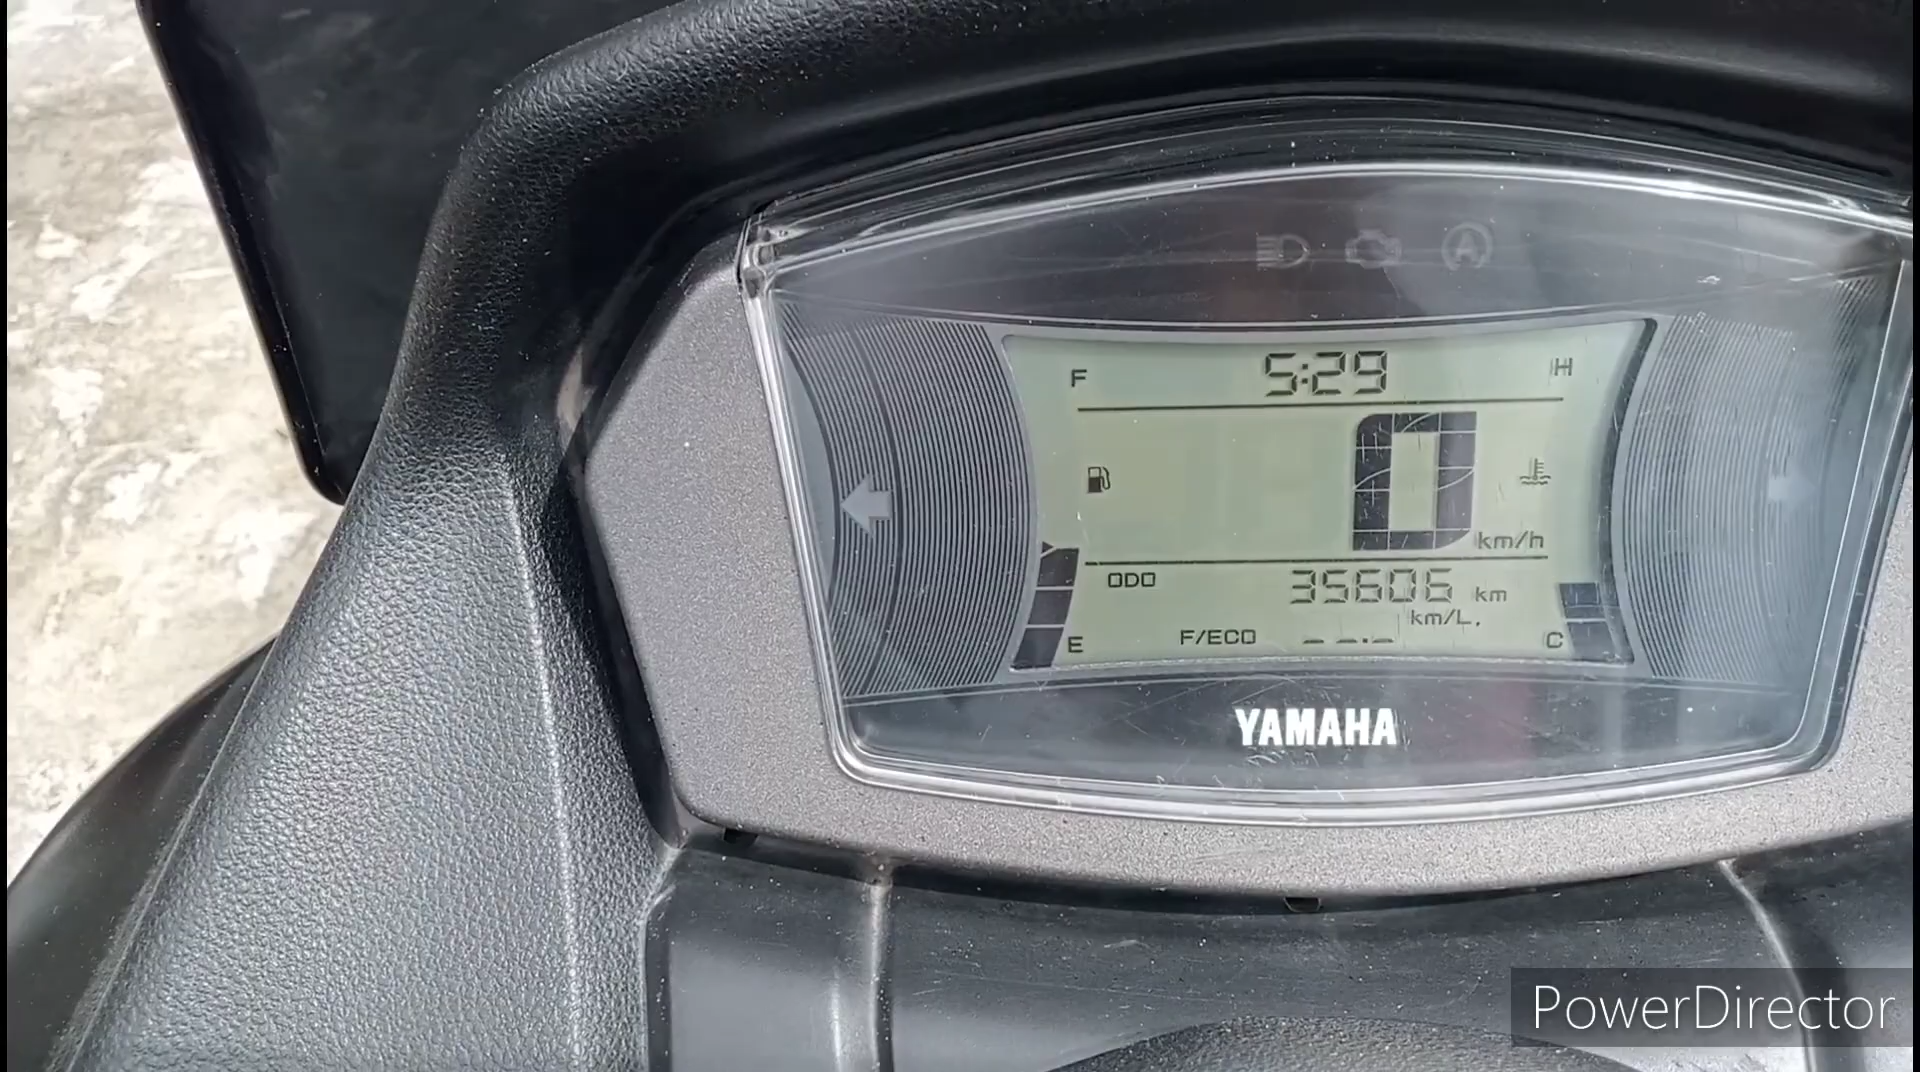 F 5:29 H
0 km/h
ODO 35606 km
km/L.
E F/ECO --.- C
YAMAHA
PowerDirector